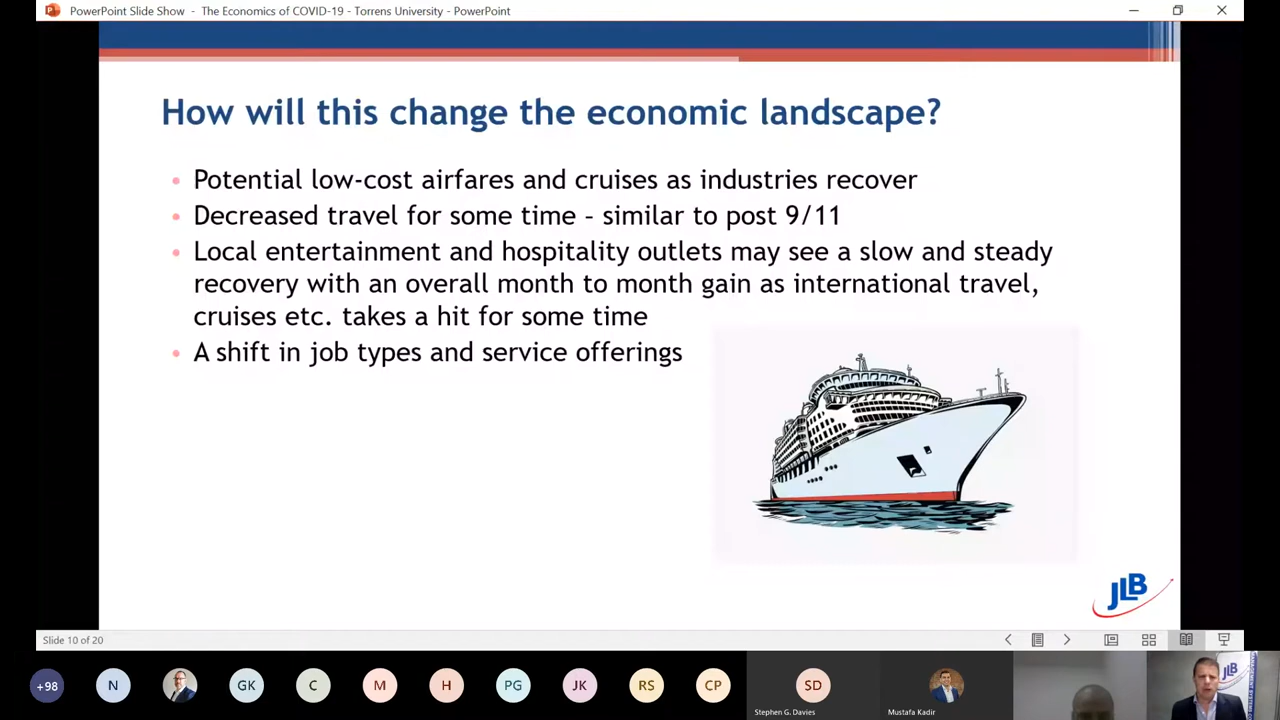 PowerPoint Slide Show - The Economics of COVID-19 - Torrens University - PowerPoint
How will this change the economic landscape?
• Potential low-cost airfares and cruises as industries recover
• Decreased travel for some time – similar to post 9/11
• Local entertainment and hospitality outlets may see a slow and steady
recovery with an overall month to month gain as international travel,
cruises etc. takes a hit for some time
• A shift in job types and service offerings
JLB
Slide 10 of 20
+98
N
GK
C
M
H
PG
JK
RS
CP
SD
Stephen G. Davies
Mustafa Kadir
JLB